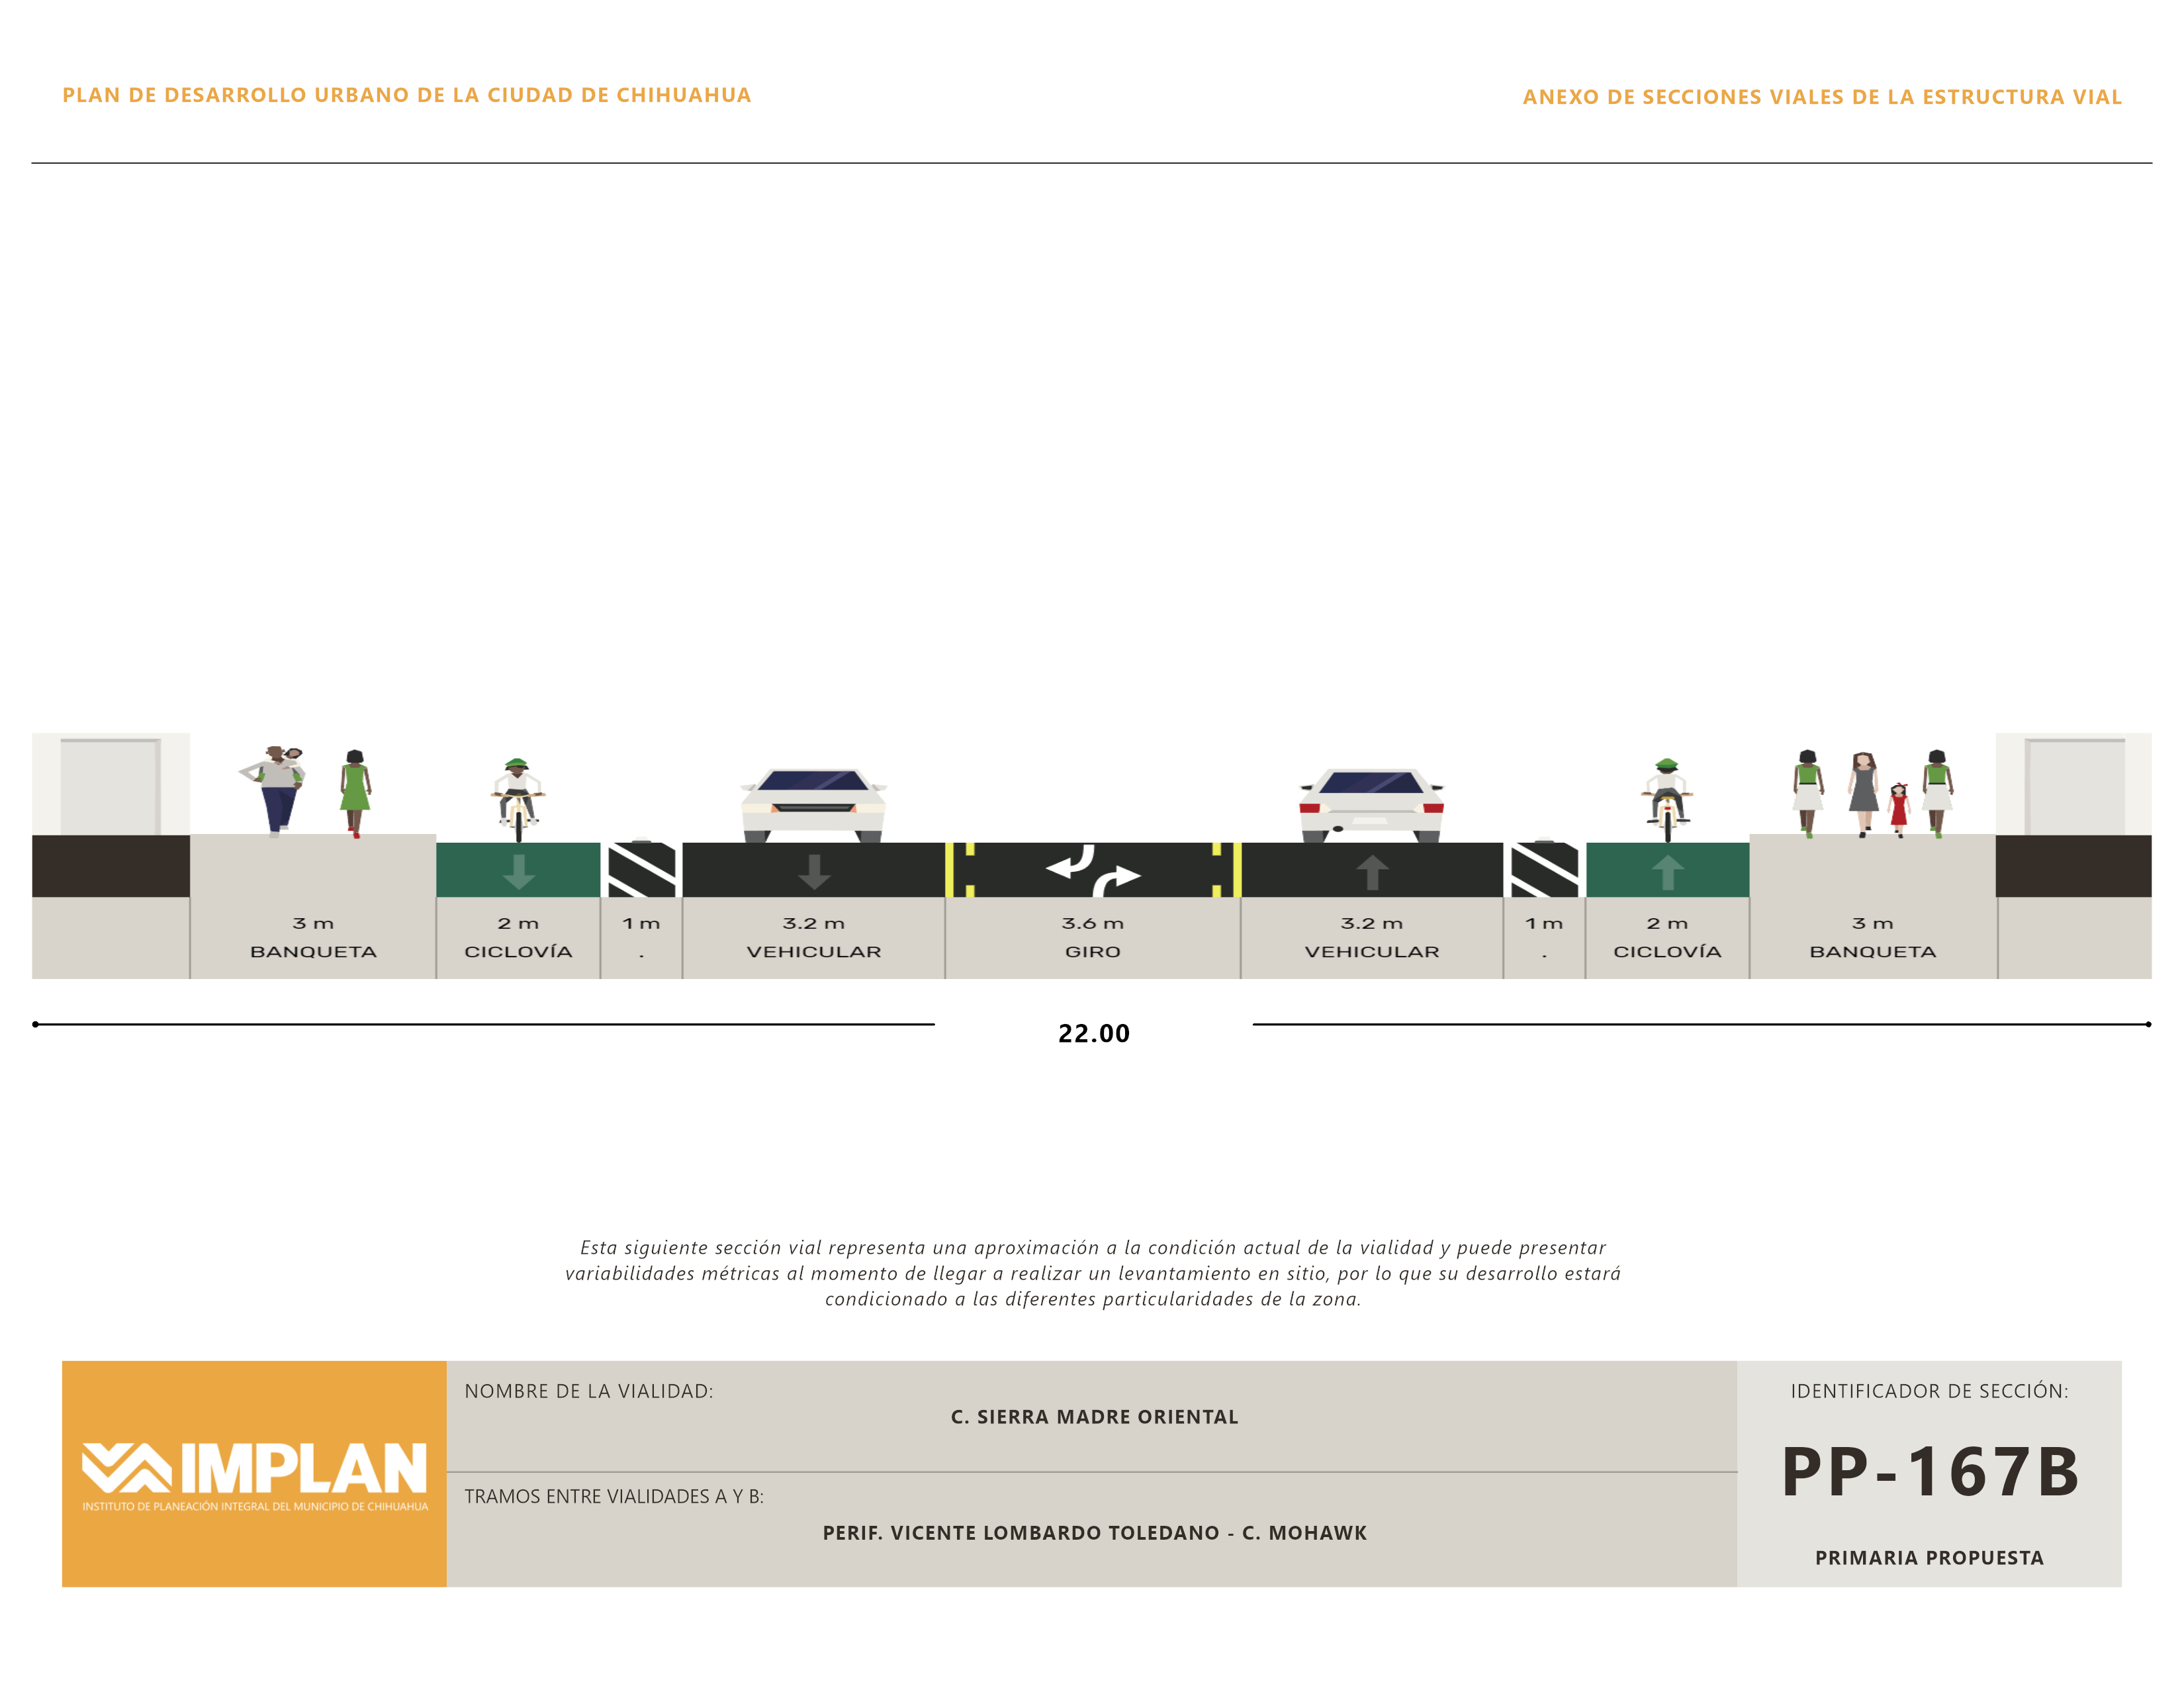 PLAN DE DESARROLLO URBANO DE LA CIUDAD DE CHIHUAHUA
ANEXO DE SECCIONES VIALES DE LA ESTRUCTURA VIAL
3 m
BANQUETA
2 m
CICLOVÍA
1 m
.
3.2 m
VEHICULAR
3.6 m
GIRO
3.2 m
VEHICULAR
1 m
.
2 m
CICLOVÍA
3 m
BANQUETA
22.00
Esta siguiente sección vial representa una aproximación a la condición actual de la vialidad y puede presentar
variabilidades métricas al momento de llegar a realizar un levantamiento en sitio, por lo que su desarrollo estará
condicionado a las diferentes particularidades de la zona.
IMPLAN
INSTITUTO DE PLANEACIÓN INTEGRAL DEL MUNICIPIO DE CHIHUAHUA
NOMBRE DE LA VIALIDAD:
C. SIERRA MADRE ORIENTAL
TRAMOS ENTRE VIALIDADES A Y B:
PERIF. VICENTE LOMBARDO TOLEDANO - C. MOHAWK
IDENTIFICADOR DE SECCIÓN:
PP-167B
PRIMARIA PROPUESTA